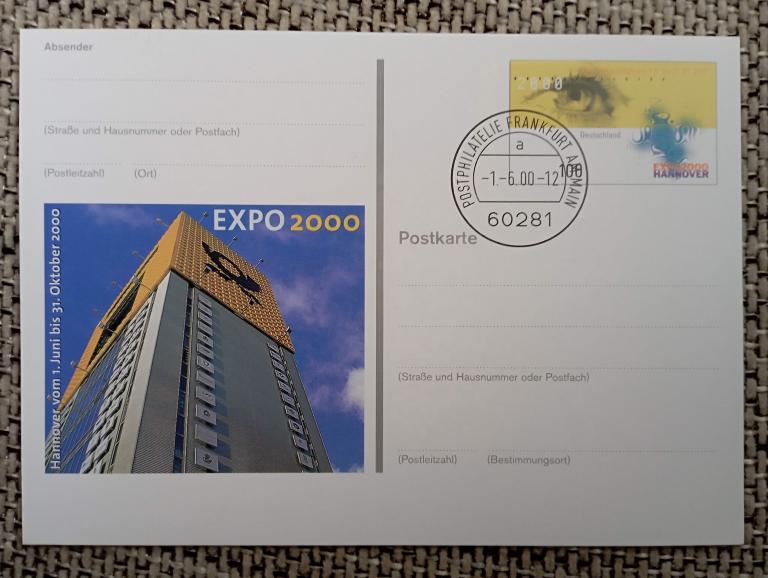 Absender
(Straße und Hausnummer oder Postfach)
(Postleitzahl) (Ort)
EXPO 2000
Hannover vom 1. Juni bis 31. Oktober 2000
2000
Deutschland
100
EXPO2000
HANNOVER
POSTPHILATELIE FRANKFURT AM MAIN
a
-1.-6.00-12
60281
Postkarte
(Straße und Hausnummer oder Postfach)
(Postleitzahl) (Bestimmungsort)